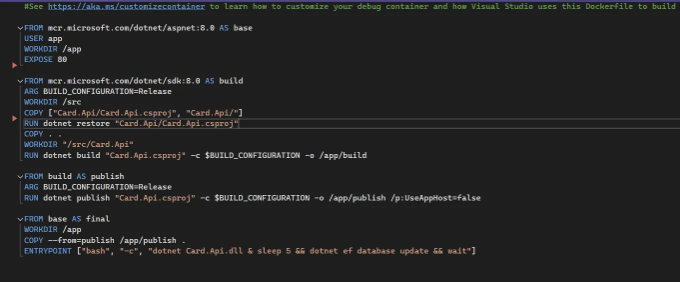 #See https://aka.ms/customizecontainer to learn how to customize your debug container and how Visual Studio uses this Dockerfile to build
FROM mcr.microsoft.com/dotnet/aspnet:8.0 AS base
USER app
WORKDIR /app
EXPOSE 80
FROM mcr.microsoft.com/dotnet/sdk:8.0 AS build
ARG BUILD_CONFIGURATION=Release
WORKDIR /src
COPY ["Card.Api/Card.Api.csproj", "Card.Api/"]
RUN dotnet restore "Card.Api/Card.Api.csproj"
COPY . .
WORKDIR "/src/Card.Api"
RUN dotnet build "Card.Api.csproj" -c $BUILD_CONFIGURATION -o /app/build
FROM build AS publish
ARG BUILD_CONFIGURATION=Release
RUN dotnet publish "Card.Api.csproj" -c $BUILD_CONFIGURATION -o /app/publish /p:UseAppHost=false
FROM base AS final
WORKDIR /app
COPY --from=publish /app/publish .
ENTRYPOINT ["bash", "-c", "dotnet Card.Api.dll & sleep 5 && dotnet ef database update && wait"]